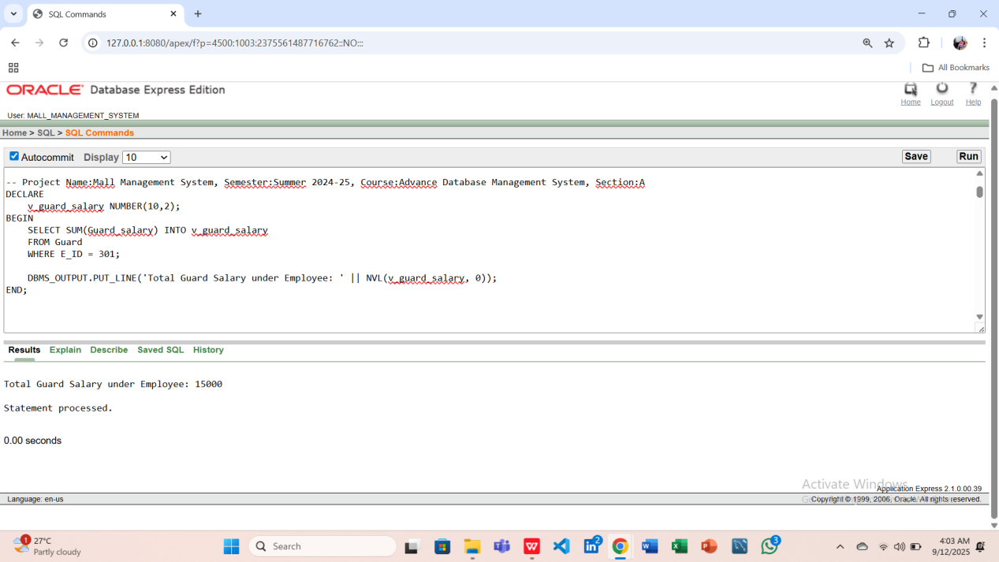 SQL Commands
127.0.0.1:8080/apex/f?p=4500:1003:2375561487716762::NO:::
All Bookmarks
ORACLE® Database Express Edition
Home Logout Help
User: MALL_MANAGEMENT_SYSTEM
Home > SQL > SQL Commands
Autocommit Display 10 Save Run
-- Project Name:Mall Management System, Semester:Summer 2024-25, Course:Advance Database Management System, Section:A
DECLARE
v_guard_salary NUMBER(10,2);
BEGIN
SELECT SUM(Guard_salary) INTO v_guard_salary
FROM Guard
WHERE E_ID = 301;
DBMS_OUTPUT.PUT_LINE('Total Guard Salary under Employee: ' || NVL(v_guard_salary, 0));
END;
Results Explain Describe Saved SQL History
Total Guard Salary under Employee: 15000
Statement processed.
0.00 seconds
Activate Windows
Application Express 2.1.0.00.39
Language: en-us
Copyright © 1999, 2006, Oracle. All rights reserved.
1
27°C
Partly cloudy
Search
2
3
4:03 AM
9/12/2025